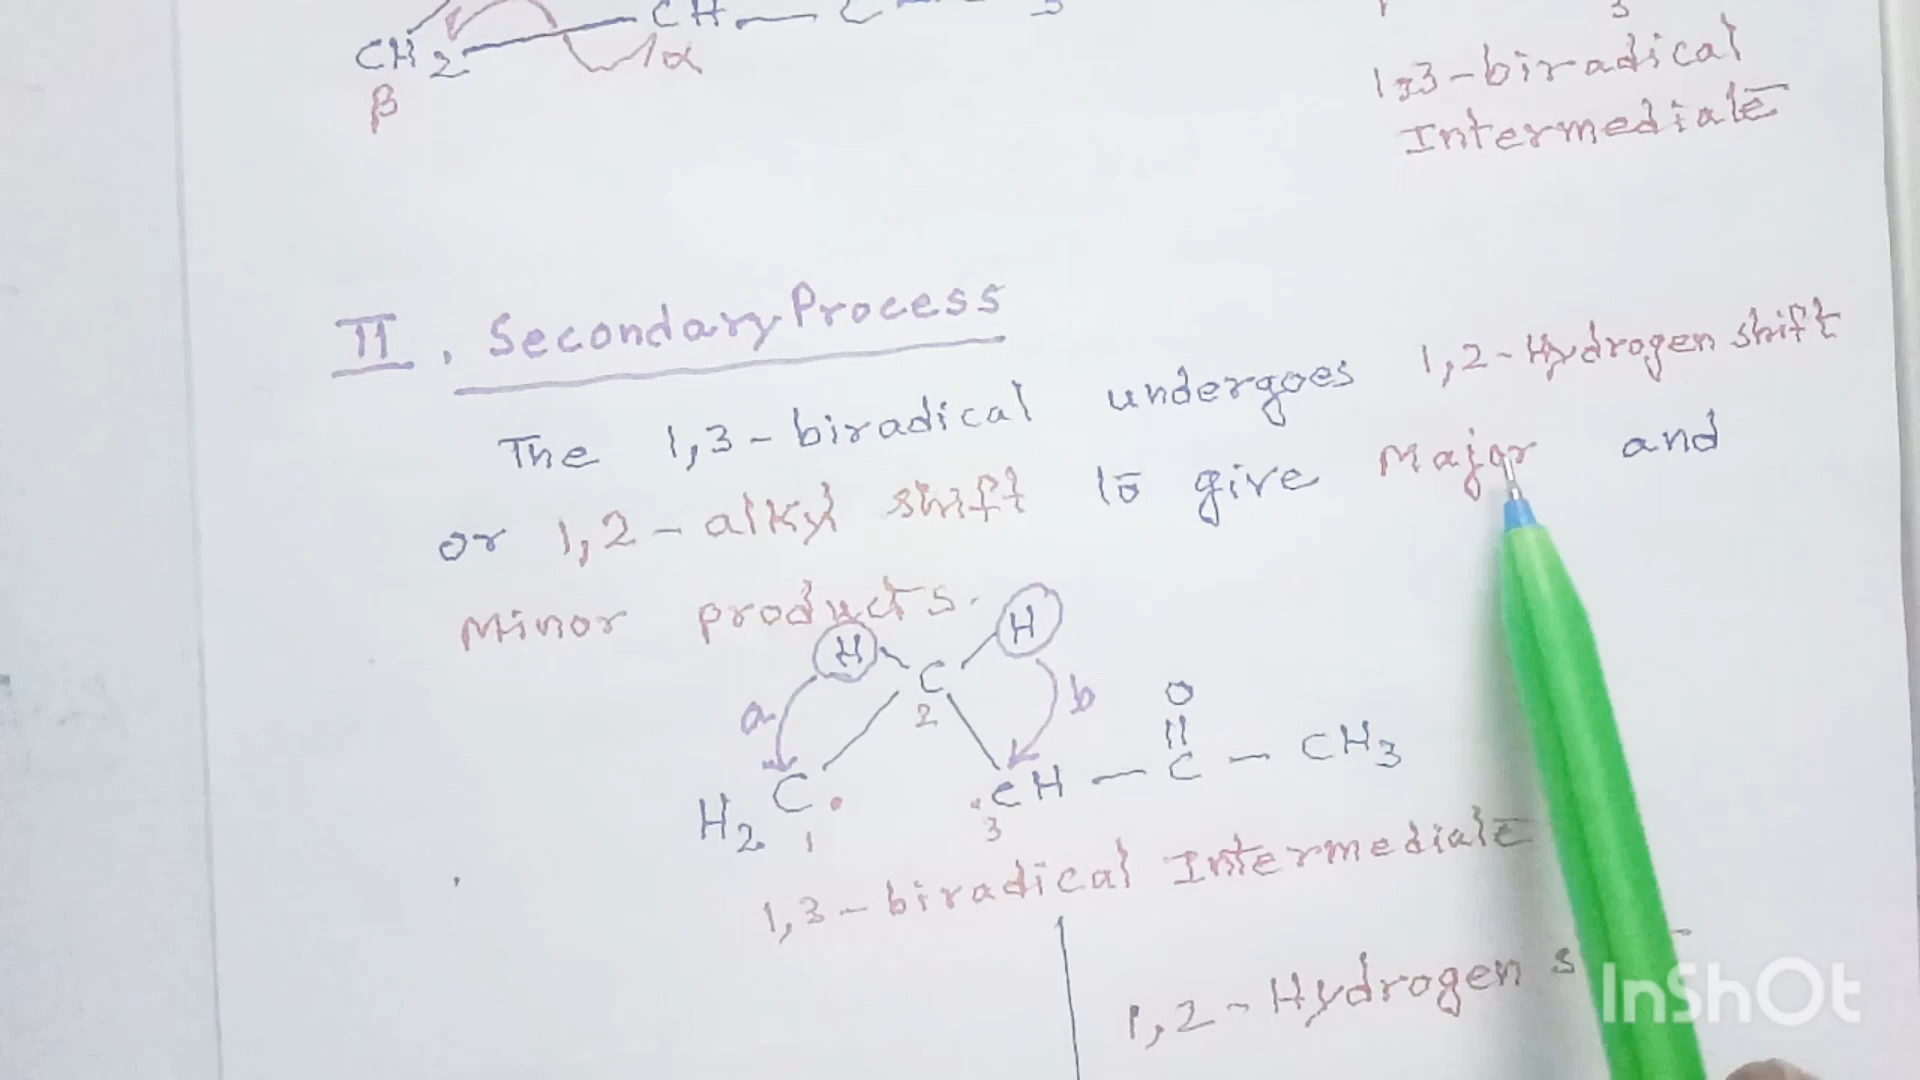 CH2 — CH — C
3
α
β
3
1,3-biradical
Intermediate
II. Secondary Process
The 1,3-biradical undergoes 1,2-Hydrogen shift
or 1,2-alkyl shift to give Major and
Minor products.
H H
C
a 2 b O
H2C· ·CH — C — CH3
1 3
1,3-biradical Intermediate
1,2-Hydrogen s
InShOt